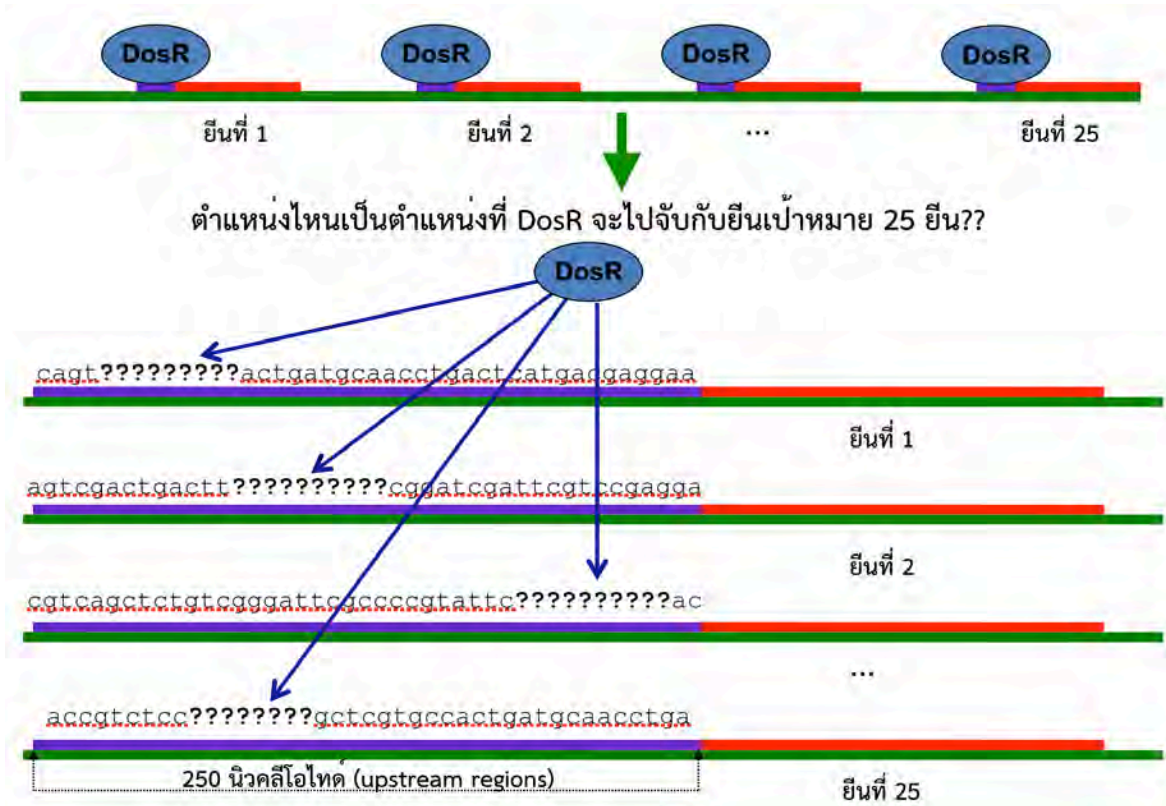 DosR DosR DosR DosR
ยีนที่ 1 ยีนที่ 2 ... ยีนที่ 25
ตำแหน่งไหนเป็นตำแหน่งที่ DosR จะไปจับกับยีนเป้าหมาย 25 ยีน??
DosR
cagt?????????actgatgcaacctgactcatgacgaggaa
ยีนที่ 1
agtcgactgactt??????????cggatcgattcgtccgagga
ยีนที่ 2
cgtcagctctgtcgggattcgccccgtattc??????????ac
...
accgtctcc????????gctcgtgccactgatgcaacctga
250 นิวคลีโอไทด์ (upstream regions)
ยีนที่ 25